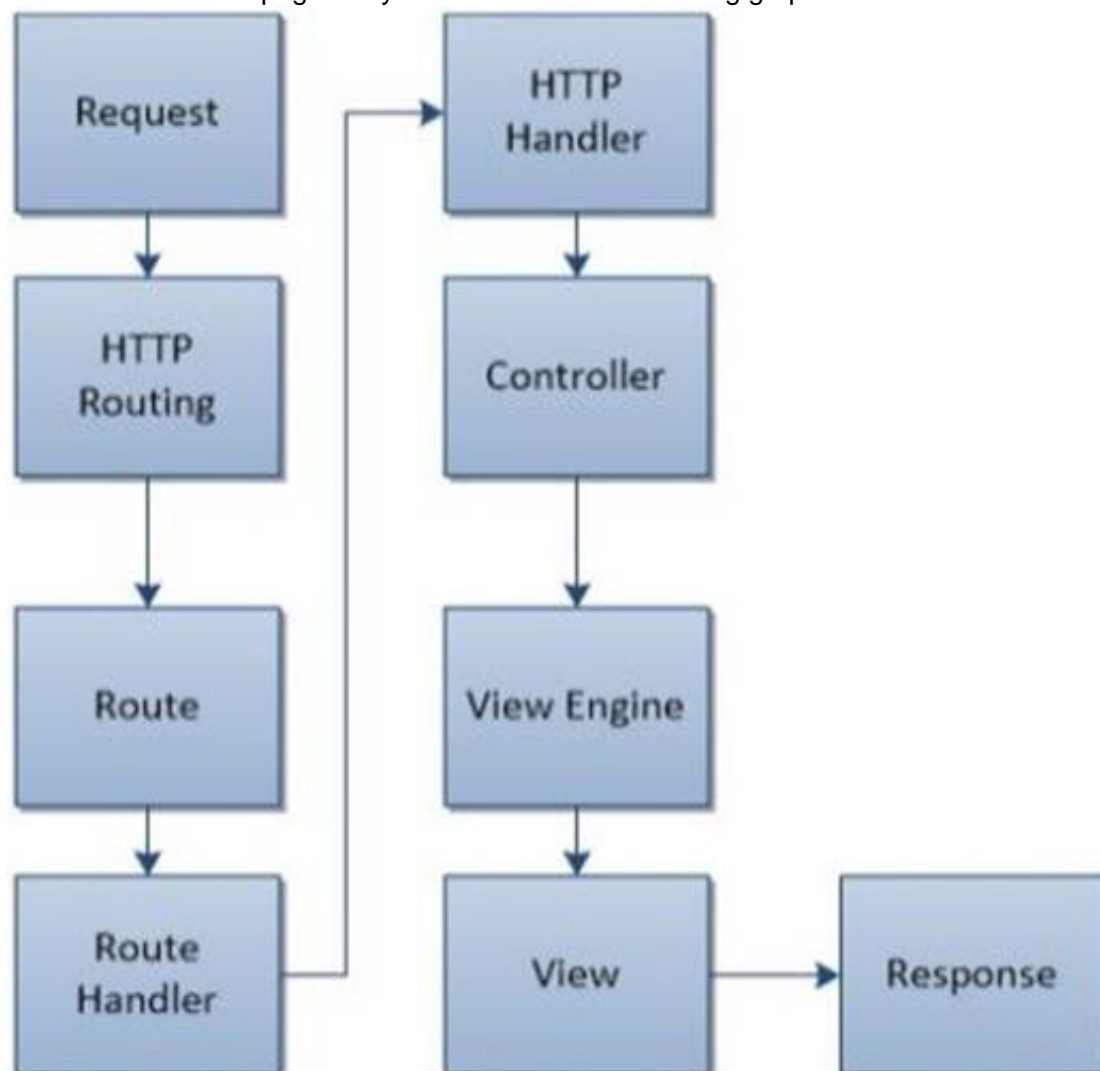 Request
HTTP
Routing
Route
Route
Handler
HTTP
Handler
Controller
View Engine
View
Response